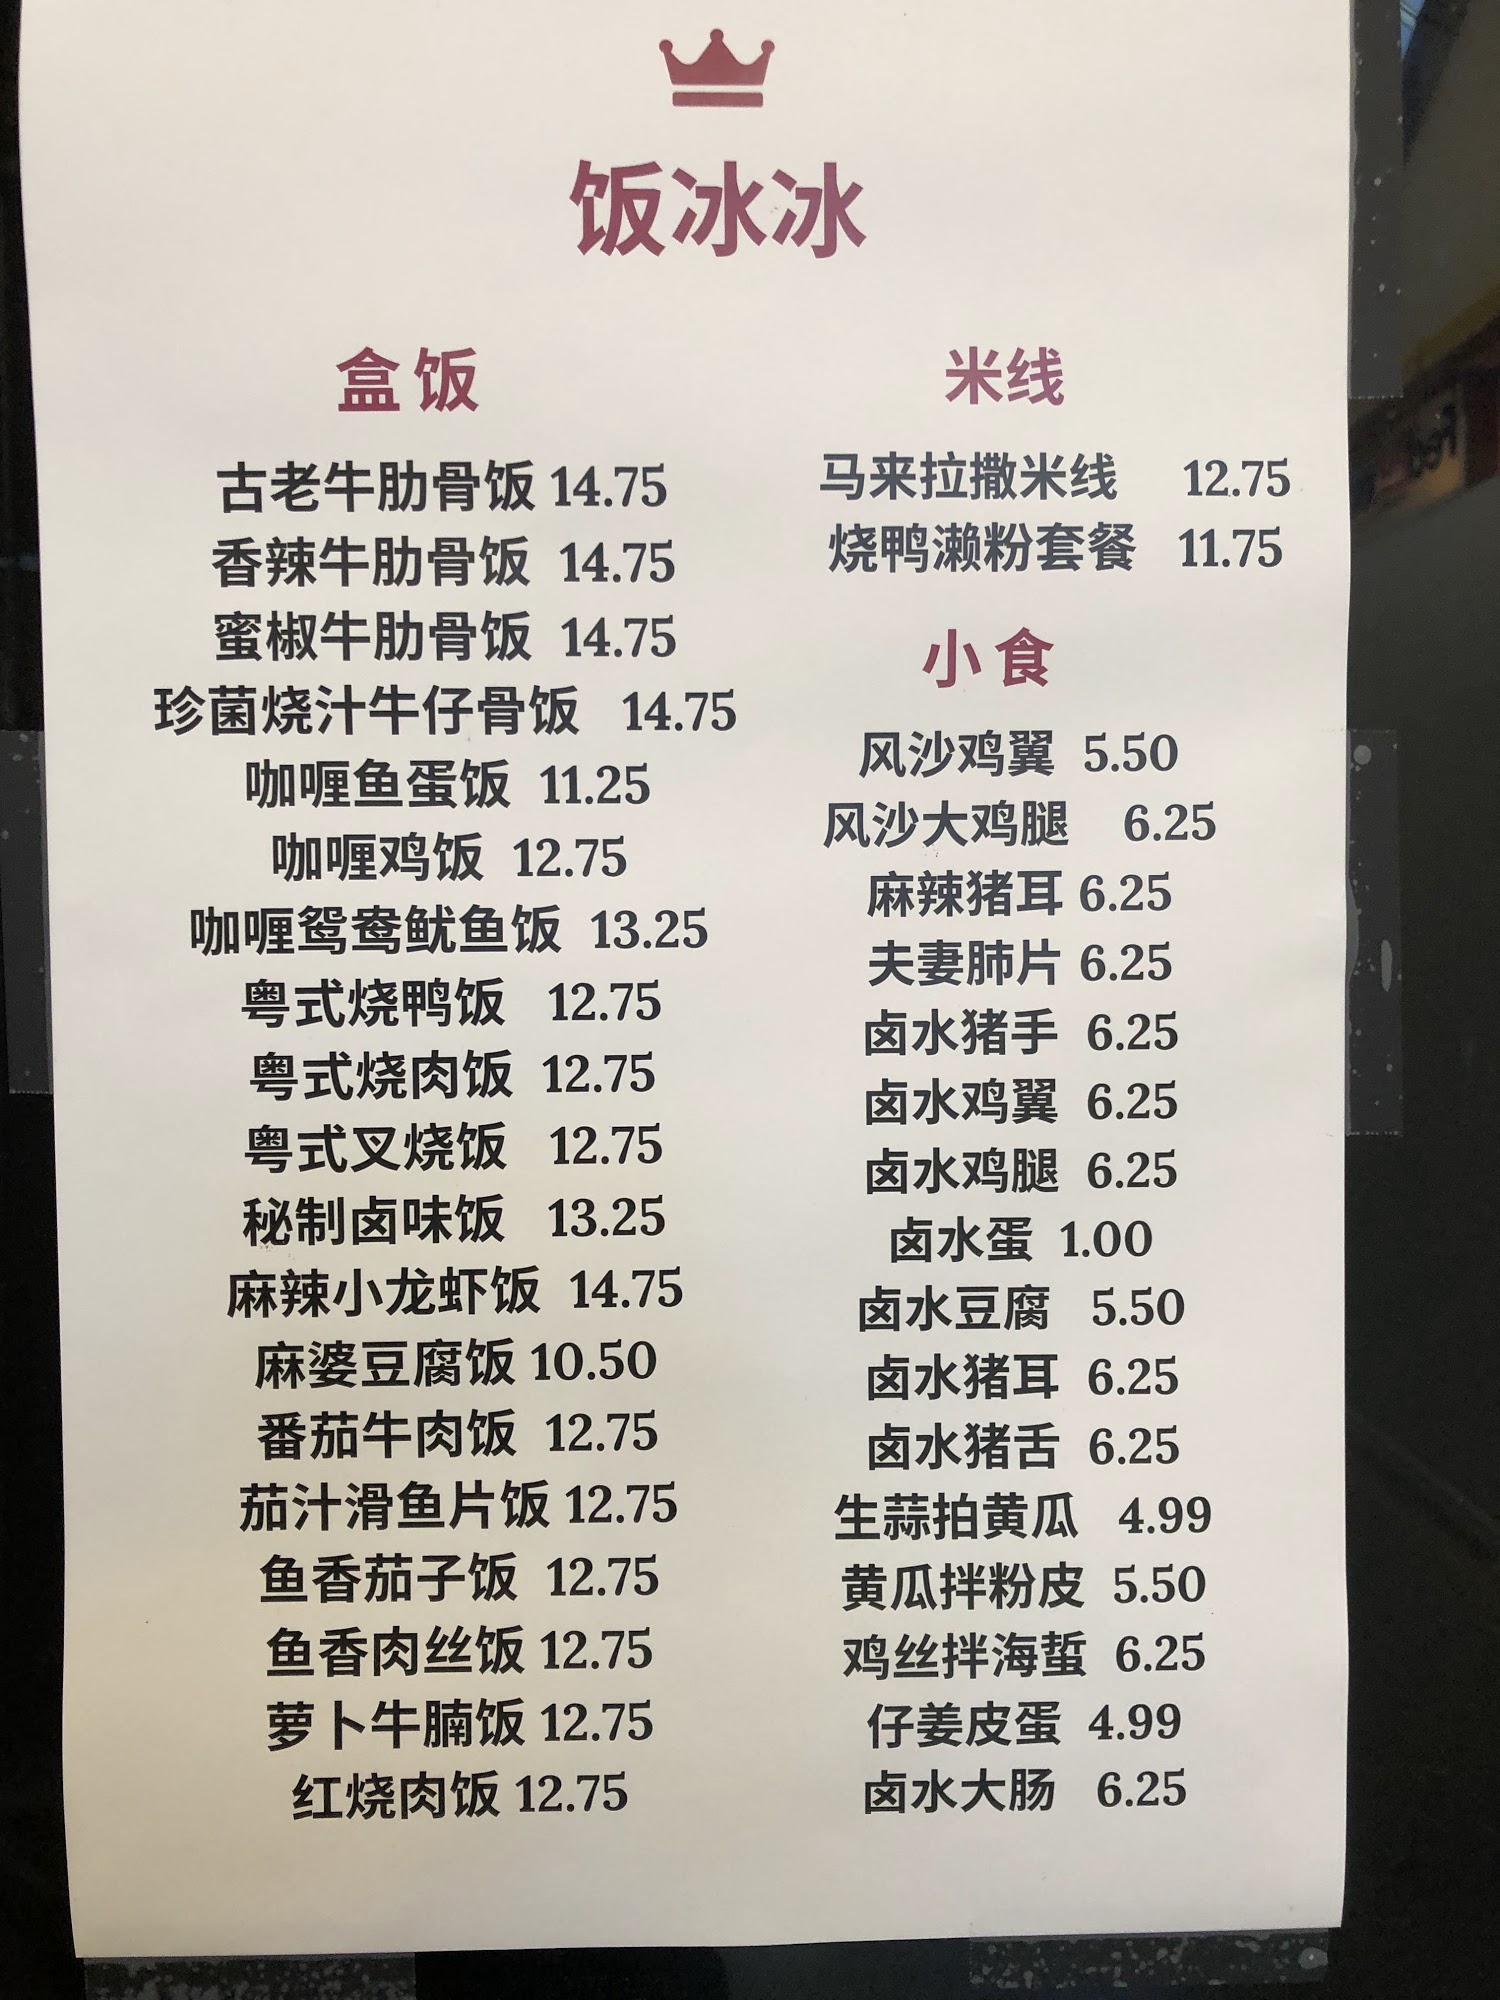 饭冰冰
盒饭
古老牛肋骨饭 14.75
香辣牛肋骨饭 14.75
蜜椒牛肋骨饭 14.75
珍菌烧汁牛仔骨饭 14.75
咖喱鱼蛋饭 11.25
咖喱鸡饭 12.75
咖喱鸳鸯鱿鱼饭 13.25
粤式烧鸭饭 12.75
粤式烧肉饭 12.75
粤式叉烧饭 12.75
秘制卤味饭 13.25
麻辣小龙虾饭 14.75
麻婆豆腐饭 10.50
番茄牛肉饭 12.75
茄汁滑鱼片饭 12.75
鱼香茄子饭 12.75
鱼香肉丝饭 12.75
萝卜牛腩饭 12.75
红烧肉饭 12.75
米线
马来拉撒米线 12.75
烧鸭濑粉套餐 11.75
小食
风沙鸡翼 5.50
风沙大鸡腿 6.25
麻辣猪耳 6.25
夫妻肺片 6.25
卤水猪手 6.25
卤水鸡翼 6.25
卤水鸡腿 6.25
卤水蛋 1.00
卤水豆腐 5.50
卤水猪耳 6.25
卤水猪舌 6.25
生蒜拍黄瓜 4.99
黄瓜拌粉皮 5.50
鸡丝拌海蜇 6.25
仔姜皮蛋 4.99
卤水大肠 6.25